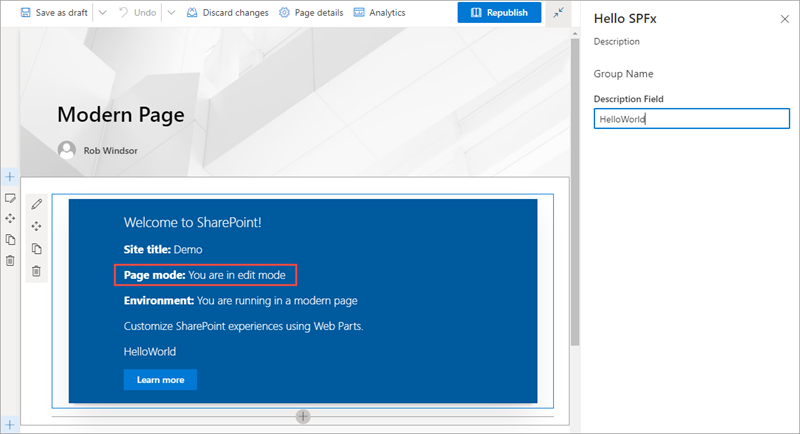 Save as draft Undo Discard changes Page details Analytics Republish
Hello SPFx
Description
Group Name
Description Field
HelloWorld
Modern Page
Rob Windsor
Welcome to SharePoint!
Site title: Demo
Page mode: You are in edit mode
Environment: You are running in a modern page
Customize SharePoint experiences using Web Parts.
HelloWorld
Learn more